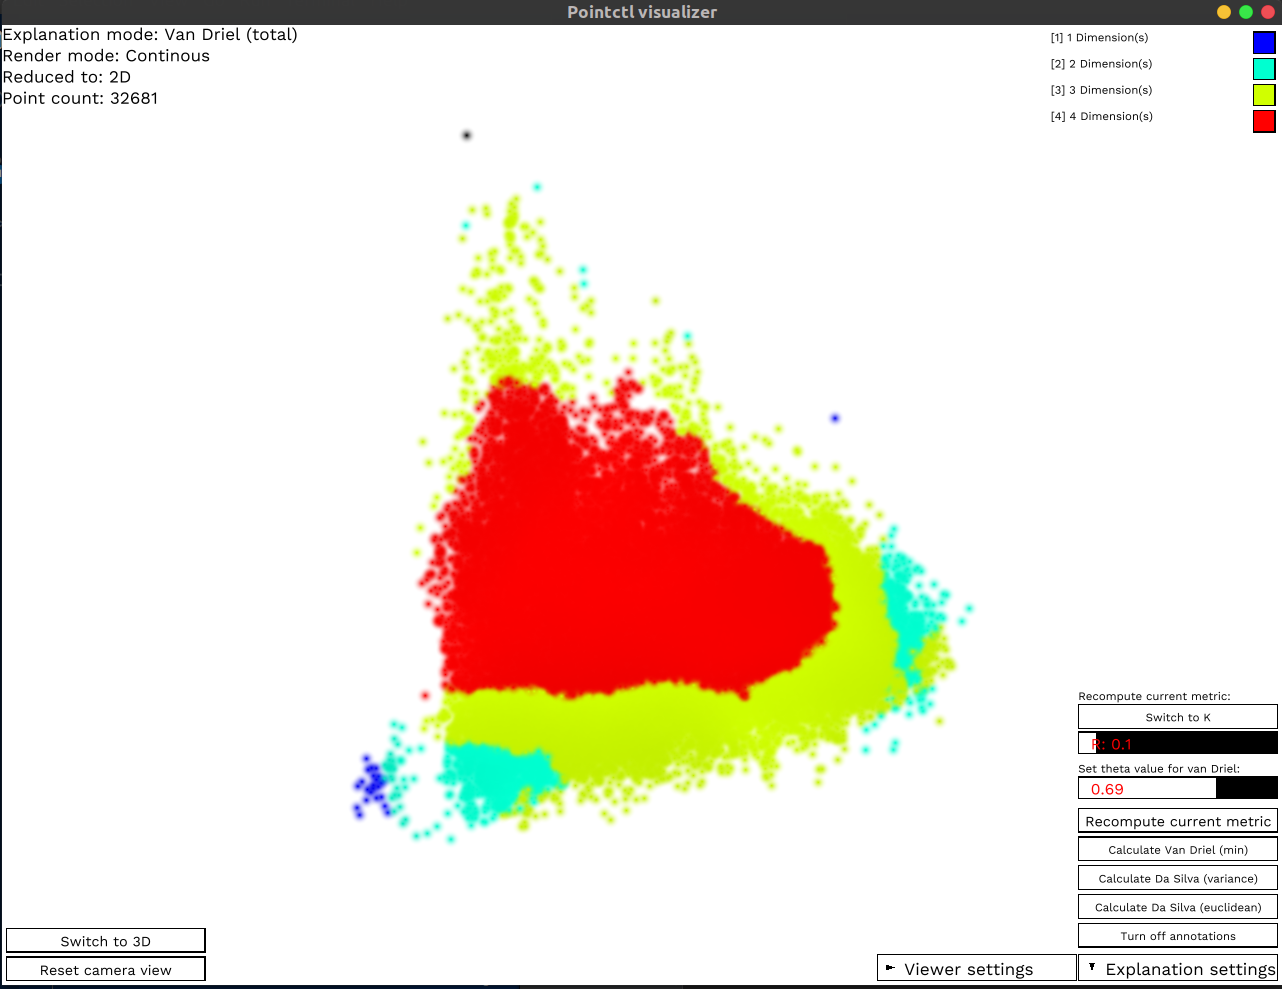 Pointctl visualizer
Explanation mode: Van Driel (total)
Render mode: Continous
Reduced to: 2D
Point count: 32681
[1] 1 Dimension(s)
[2] 2 Dimension(s)
[3] 3 Dimension(s)
[4] 4 Dimension(s)
Recompute current metric:
Switch to K
R: 0.1
Set theta value for van Driel:
0.69
Recompute current metric
Calculate Van Driel (min)
Calculate Da Silva (variance)
Calculate Da Silva (euclidean)
Turn off annotations
Switch to 3D
Reset camera view
Viewer settings
Explanation settings